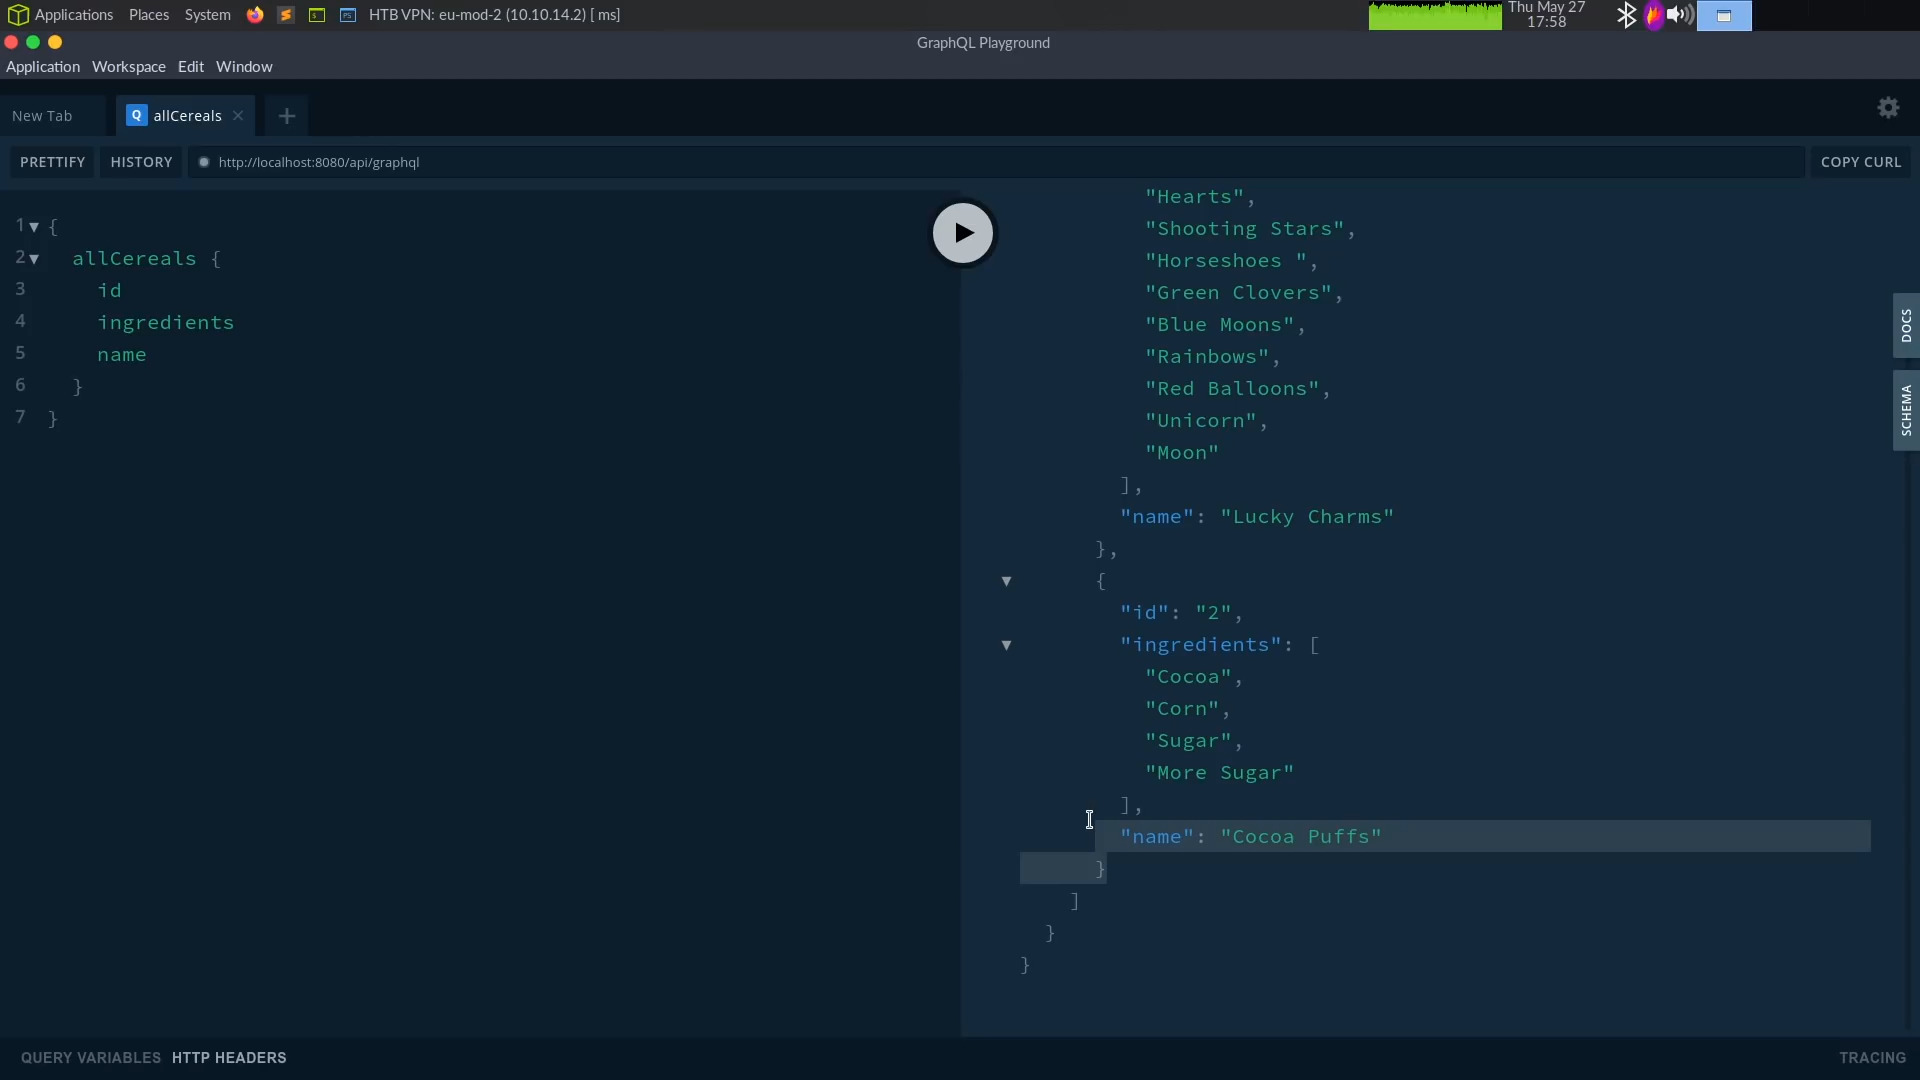 Applications Places System HTB VPN: eu-mod-2 (10.10.14.2) [ ms] Thu May 27
17:58
GraphQL Playground
Application Workspace Edit Window
New Tab Q allCereals × +
PRETTIFY HISTORY http://localhost:8080/api/graphql COPY CURL
1 {
2 allCereals {
3 id
4 ingredients
5 name
6 }
7 }
"Hearts",
"Shooting Stars",
"Horseshoes ",
"Green Clovers",
"Blue Moons",
"Rainbows",
"Red Balloons",
"Unicorn",
"Moon"
],
"name": "Lucky Charms"
},
{
"id": "2",
"ingredients": [
"Cocoa",
"Corn",
"Sugar",
"More Sugar"
],
"name": "Cocoa Puffs"
}
]
}
}
DOCS
SCHEMA
QUERY VARIABLES HTTP HEADERS TRACING